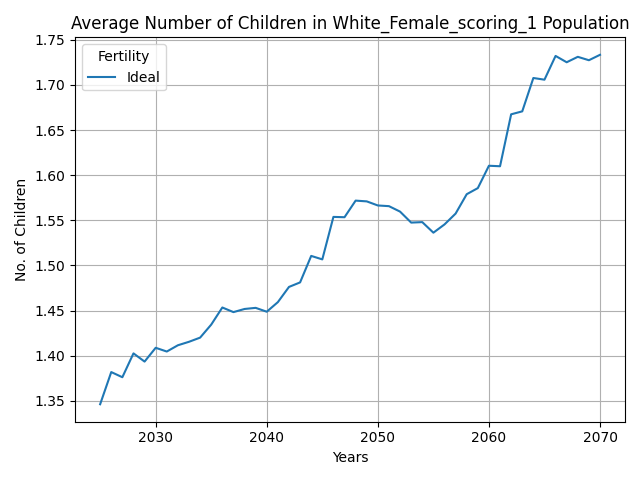 Average Number of Children in White_Female_scoring_1 Population
1.75
1.70
1.65
1.60
1.55
1.50
1.45
1.40
1.35
No. of Children
Fertility
Ideal
2030 2040 2050 2060 2070
Years